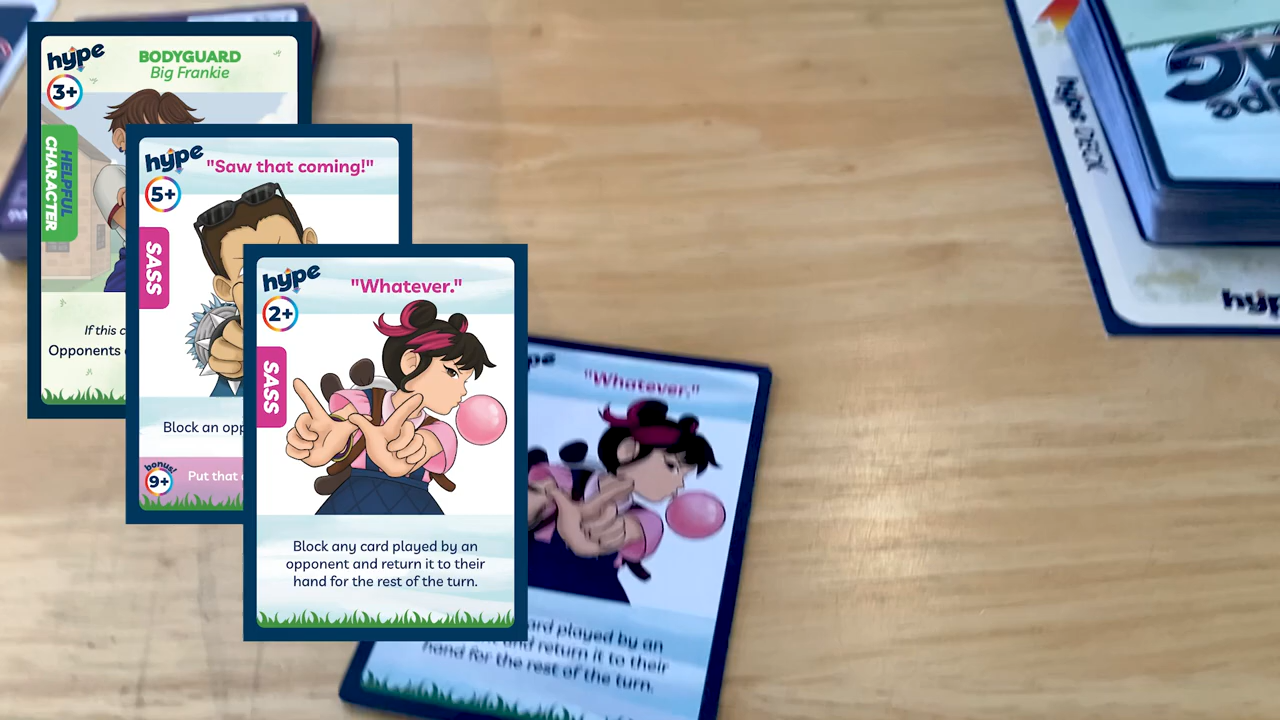 hype
BODYGUARD
Big Frankie
3+
HELPFUL
CHARACTER
If this c
Opponents
hype
"Saw that coming!"
5+
SASS
Block an opp
bonus!
9+
Put that
hype
"Whatever."
2+
SASS
Block any card played by an
opponent and return it to their
hand for the rest of the turn.
pe
"Whatever."
ard played by an
and return it to their
hand for the rest of the turn.
hype DECK
hyp